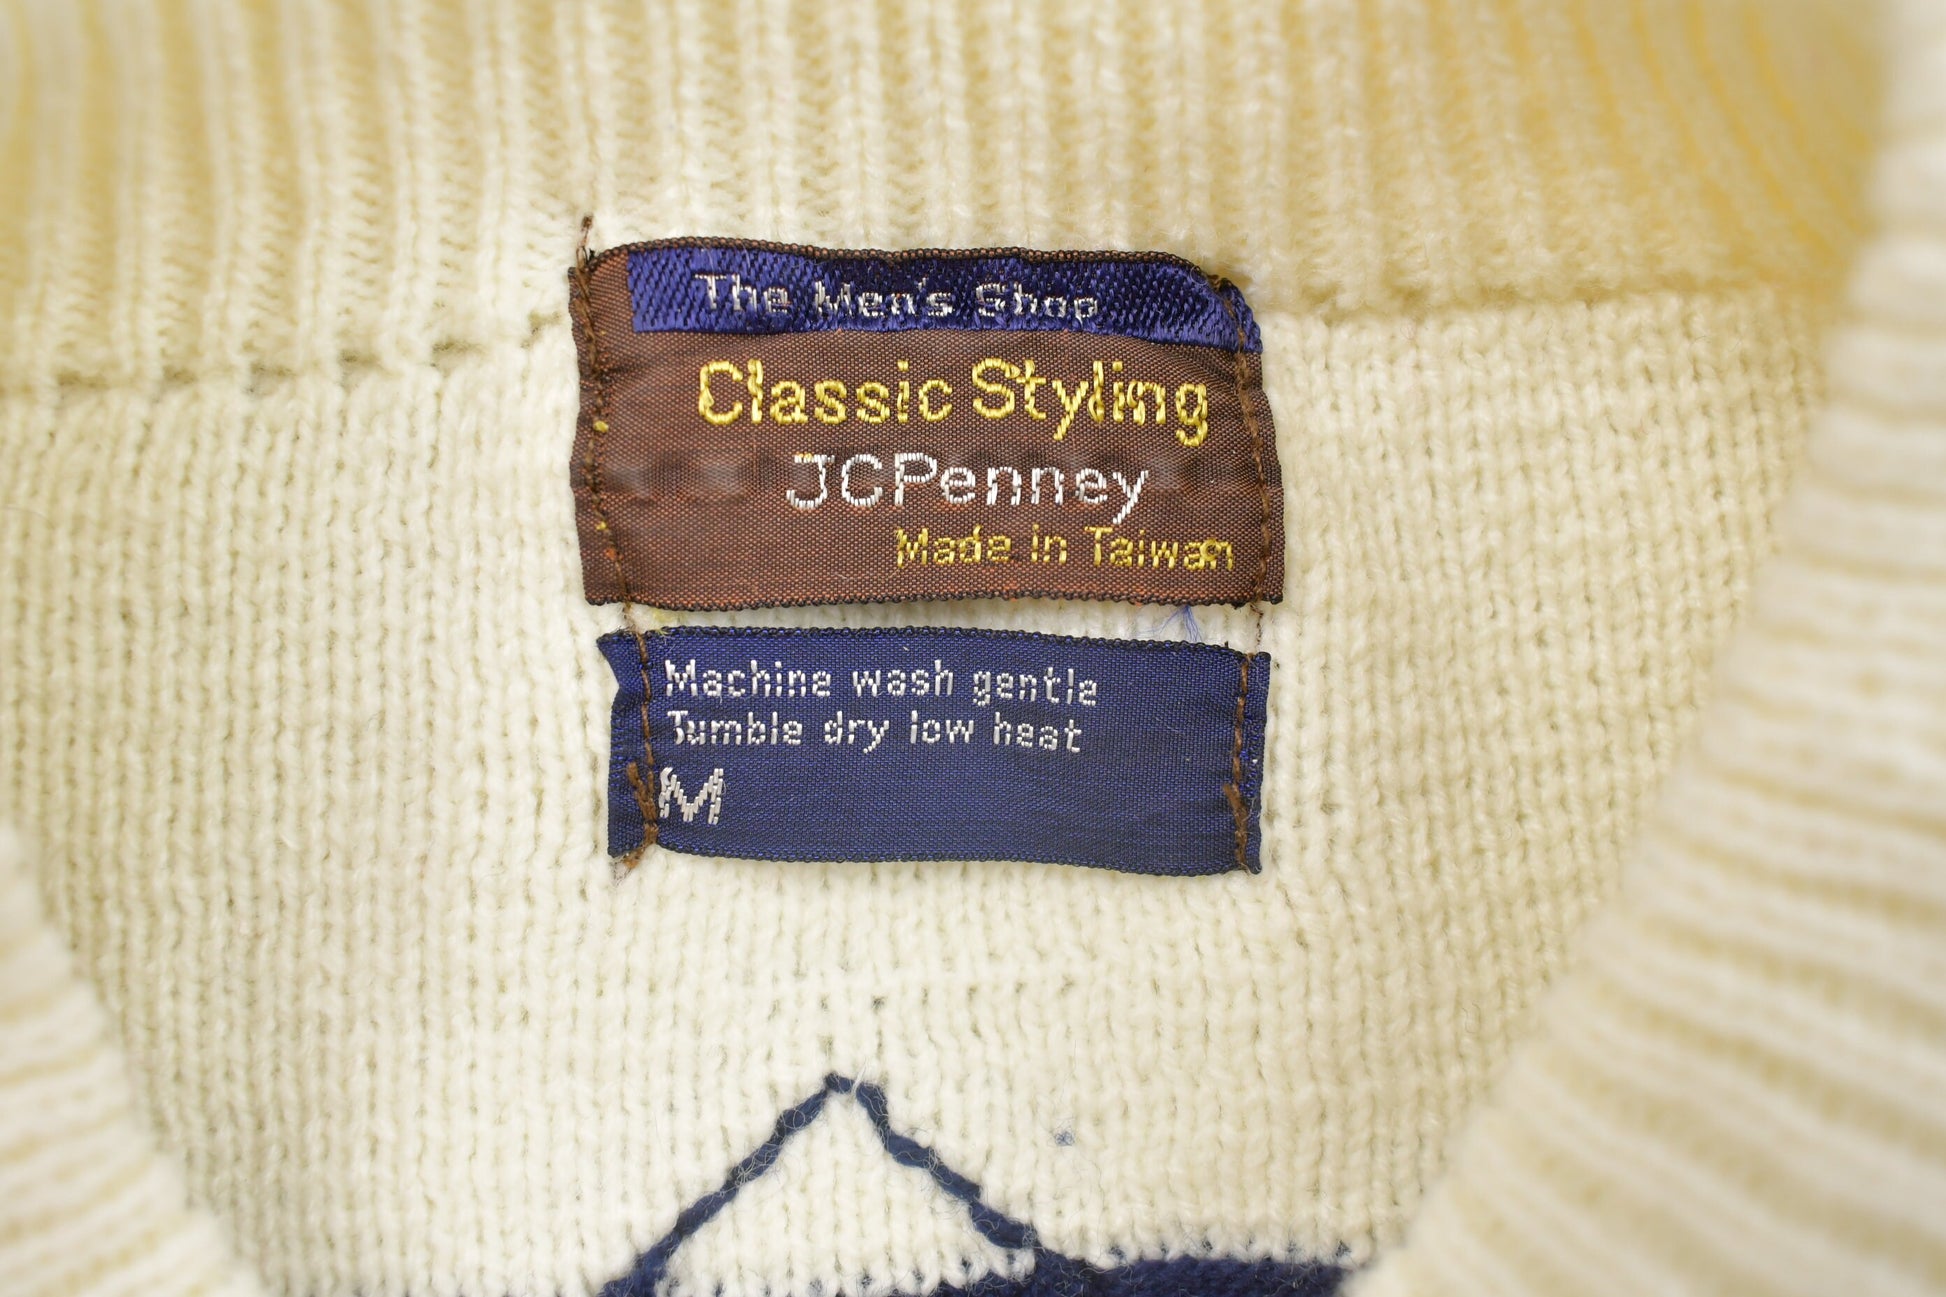 The Men's Shop
Classic Styling
JCPenney
Made in Taiwan
Machine wash gentle
Tumble dry low heat
M